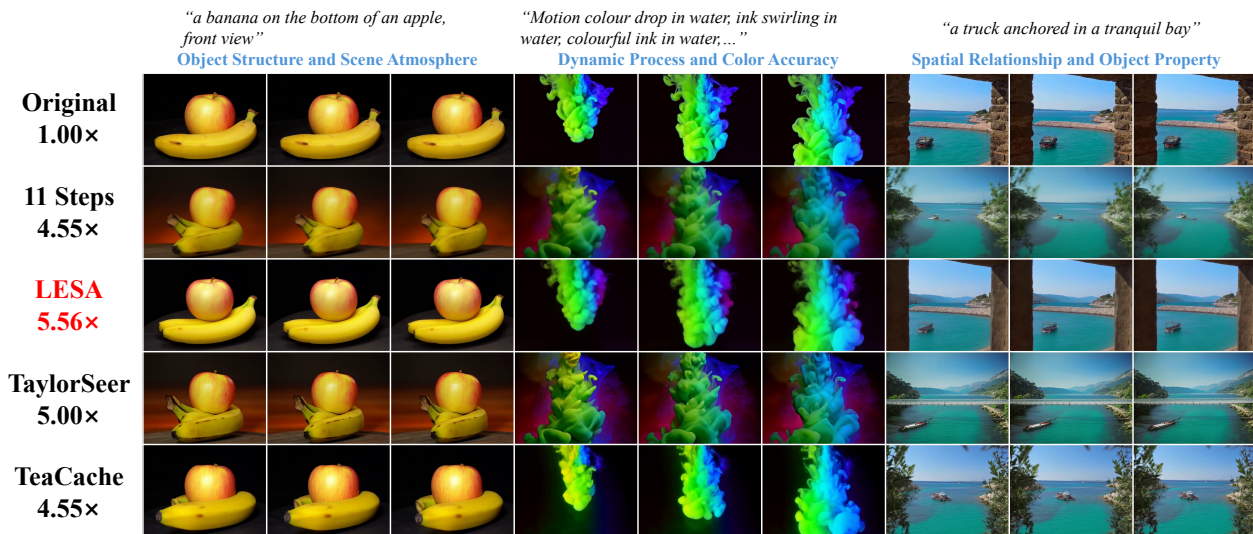 “a banana on the bottom of an apple,
front view”
Object Structure and Scene Atmosphere
“Motion colour drop in water, ink swirling in
water, colourful ink in water,…”
Dynamic Process and Color Accuracy
“a truck anchored in a tranquil bay”
Spatial Relationship and Object Property
Original
1.00×
11 Steps
4.55×
LESA
5.56×
TaylorSeer
5.00×
TeaCache
4.55×